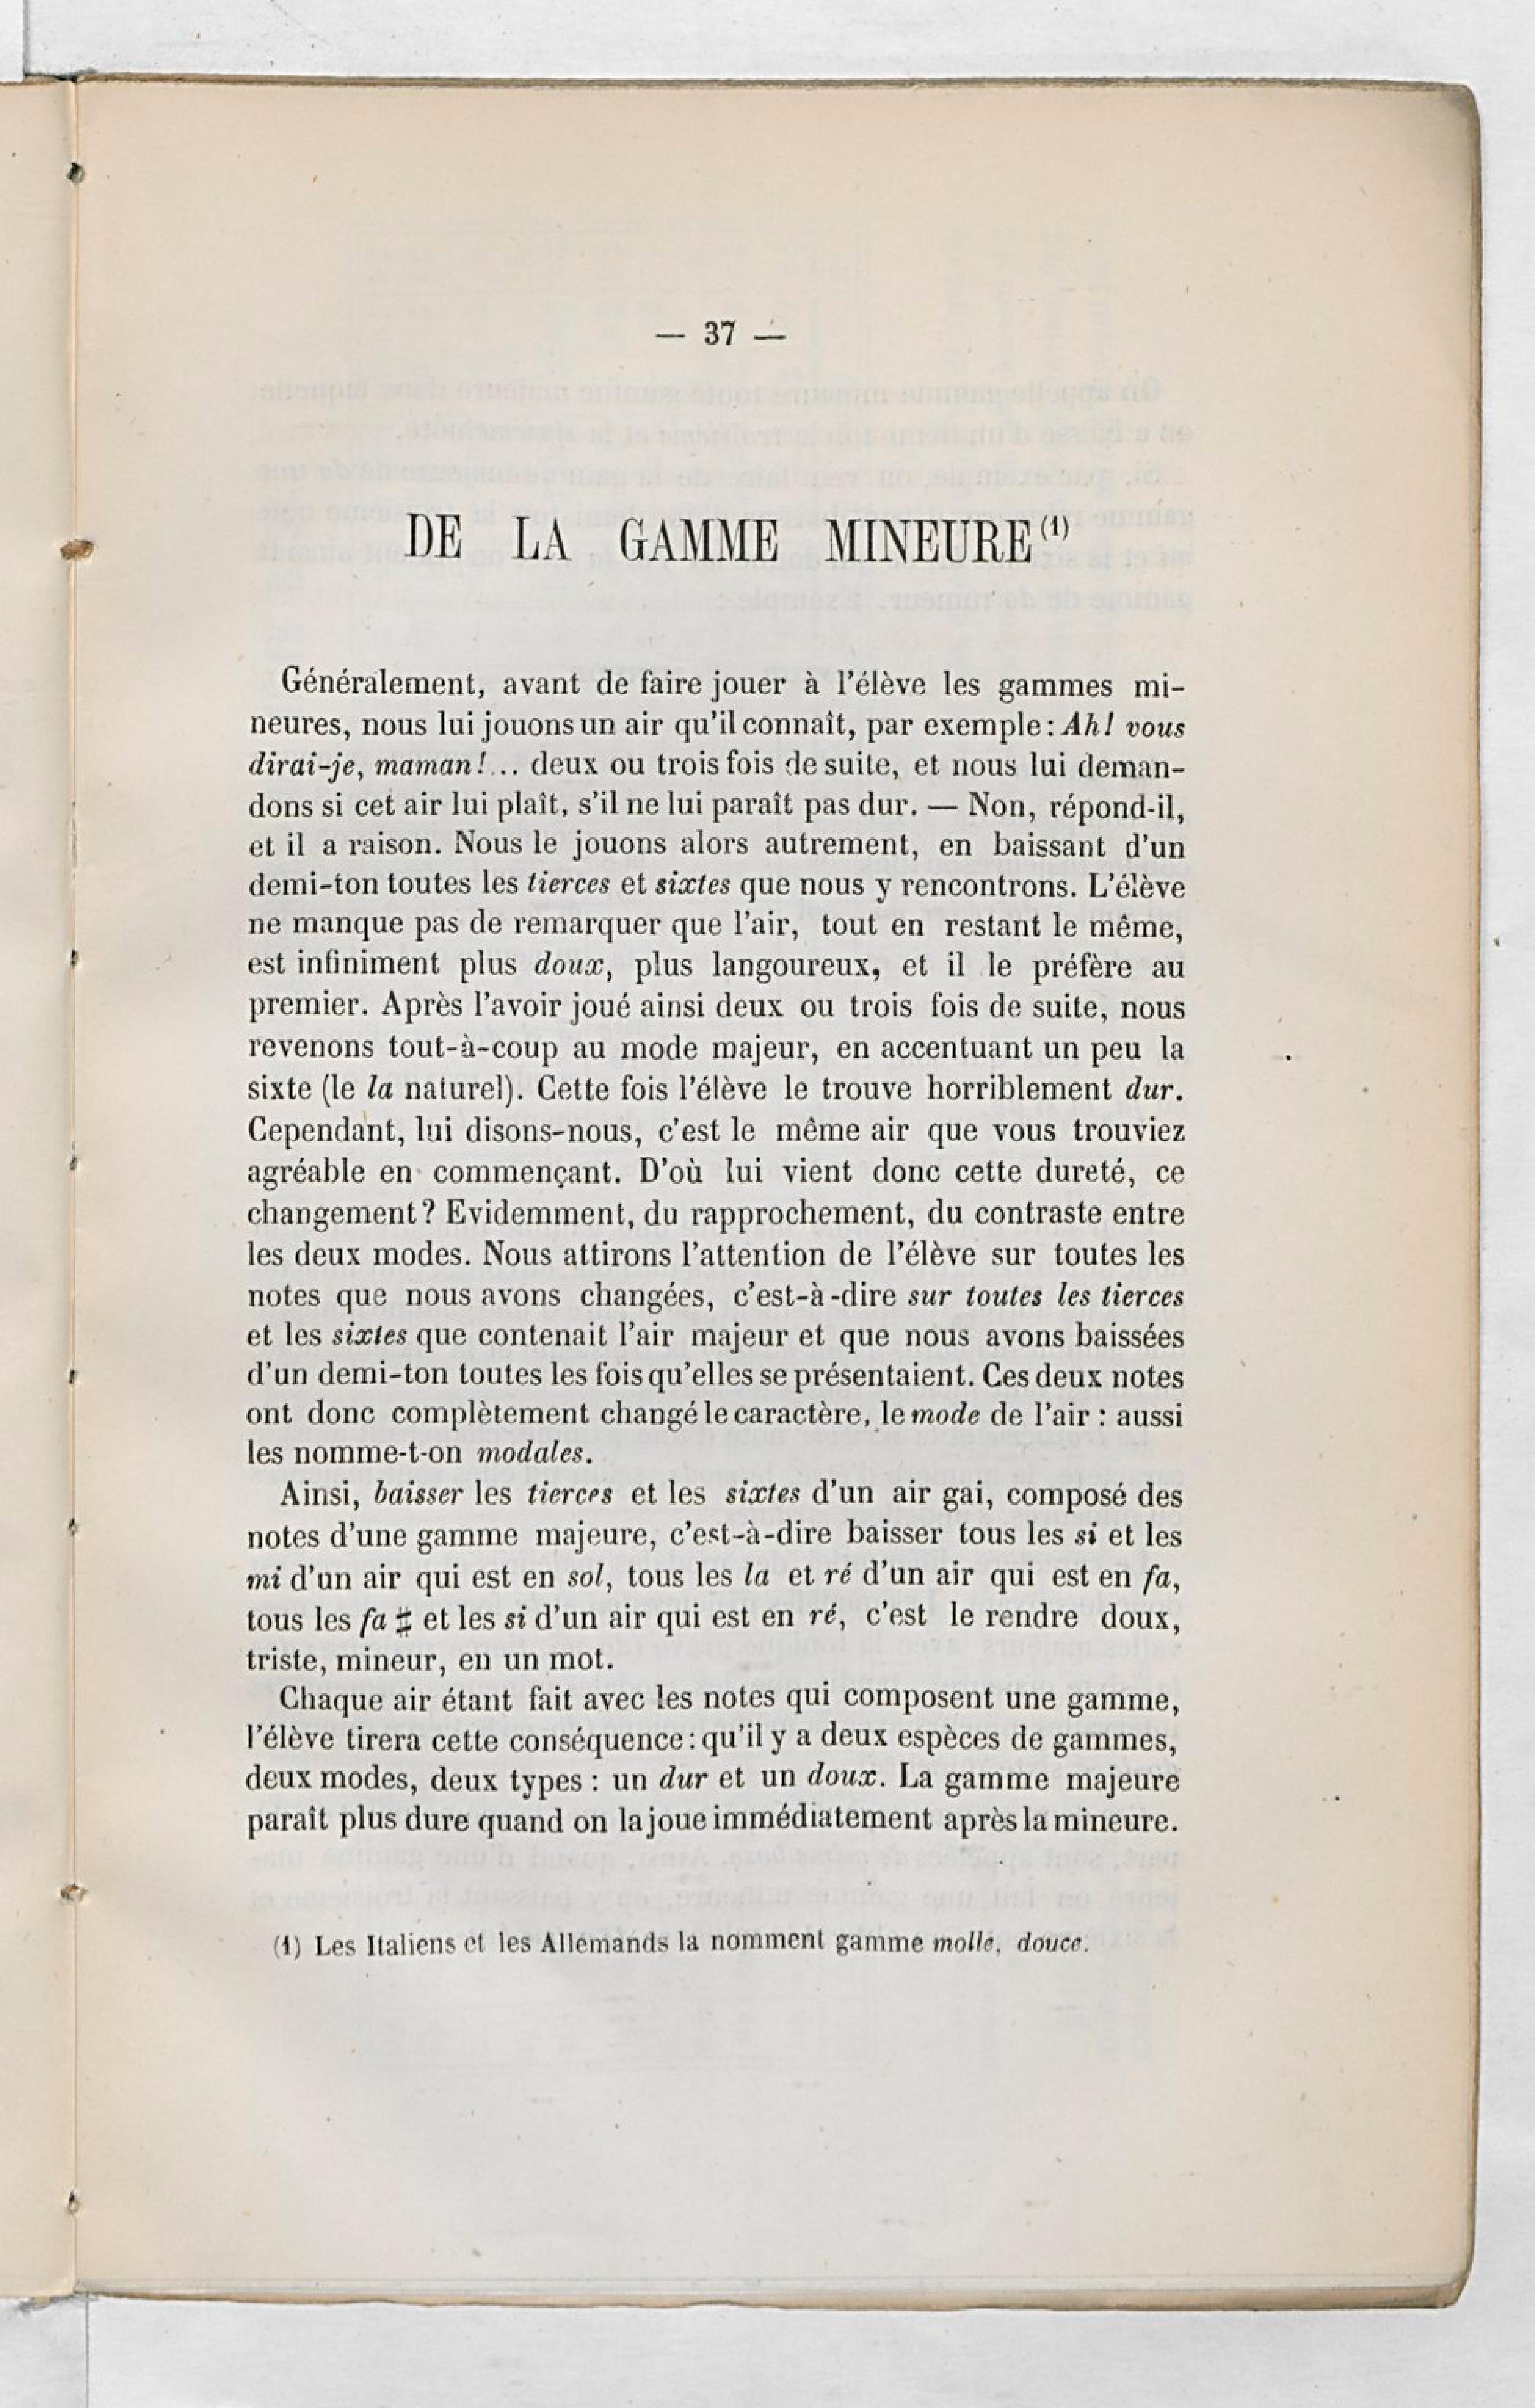 — 37 —
DE LA GAMME MINEURE (1)
Généralement, avant de faire jouer à l'élève les gammes mi-
neures, nous lui jouons un air qu'il connaît, par exemple: Ah! vous
dirai-je, maman!... deux ou trois fois de suite, et nous lui deman-
dons si cet air lui plaît, s'il ne lui paraît pas dur. — Non, répond-il,
et il a raison. Nous le jouons alors autrement, en baissant d'un
demi-ton toutes les tierces et sixtes que nous y rencontrons. L'élève
ne manque pas de remarquer que l'air, tout en restant le même,
est infiniment plus doux, plus langoureux, et il le préfère au
premier. Après l'avoir joué ainsi deux ou trois fois de suite, nous
revenons tout-à-coup au mode majeur, en accentuant un peu la
sixte (le la naturel). Cette fois l'élève le trouve horriblement dur.
Cependant, lui disons-nous, c'est le même air que vous trouviez
agréable en commençant. D'où lui vient donc cette dureté, ce
changement? Evidemment, du rapprochement, du contraste entre
les deux modes. Nous attirons l'attention de l'élève sur toutes les
notes que nous avons changées, c'est-à-dire sur toutes les tierces
et les sixtes que contenait l'air majeur et que nous avons baissées
d'un demi-ton toutes les fois qu'elles se présentaient. Ces deux notes
ont donc complètement changé le caractère, le mode de l'air : aussi
les nomme-t-on modales.
Ainsi, baisser les tierces et les sixtes d'un air gai, composé des
notes d'une gamme majeure, c'est-à-dire baisser tous les si et les
mi d'un air qui est en sol, tous les la et ré d'un air qui est en fa,
tous les fa ♯ et les si d'un air qui est en ré, c'est le rendre doux,
triste, mineur, en un mot.
Chaque air étant fait avec les notes qui composent une gamme,
l'élève tirera cette conséquence: qu'il y a deux espèces de gammes,
deux modes, deux types : un dur et un doux. La gamme majeure
paraît plus dure quand on la joue immédiatement après la mineure.
(1) Les Italiens et les Allemands la nomment gamme molle, douce.